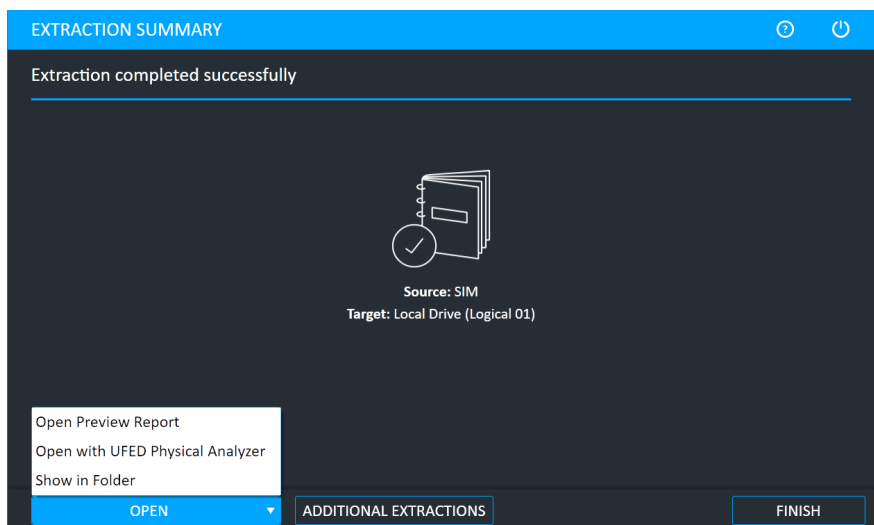 EXTRACTION SUMMARY
Extraction completed successfully
Source: SIM
Target: Local Drive (Logical 01)
Open Preview Report
Open with UFED Physical Analyzer
Show in Folder
OPEN
ADDITIONAL EXTRACTIONS
FINISH